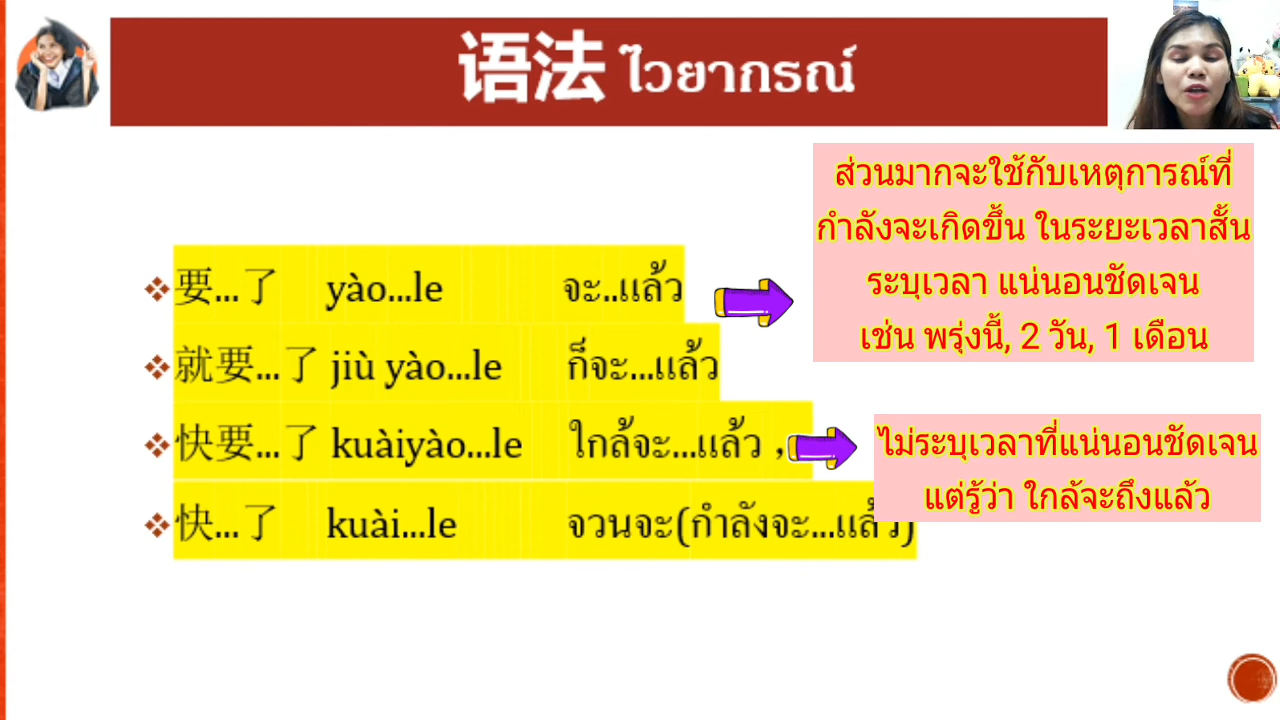 语法 ไวยากรณ์
ส่วนมากจะใช้กับเหตุการณ์ที่
กำลังจะเกิดขึ้น ในระยะเวลาสั้น
ระบุเวลา แน่นอนชัดเจน
เช่น พรุ่งนี้, 2 วัน, 1 เดือน
要...了 yào...le จะ..แล้ว
就要...了 jiù yào...le ก็จะ...แล้ว
快要...了 kuàiyào...le ใกล้จะ...แล้ว ,
ไม่ระบุเวลาที่แน่นอนชัดเจน
แต่รู้ว่า ใกล้จะถึงแล้ว
快...了 kuài...le จวนจะ(กำลังจะ...แล้ว)